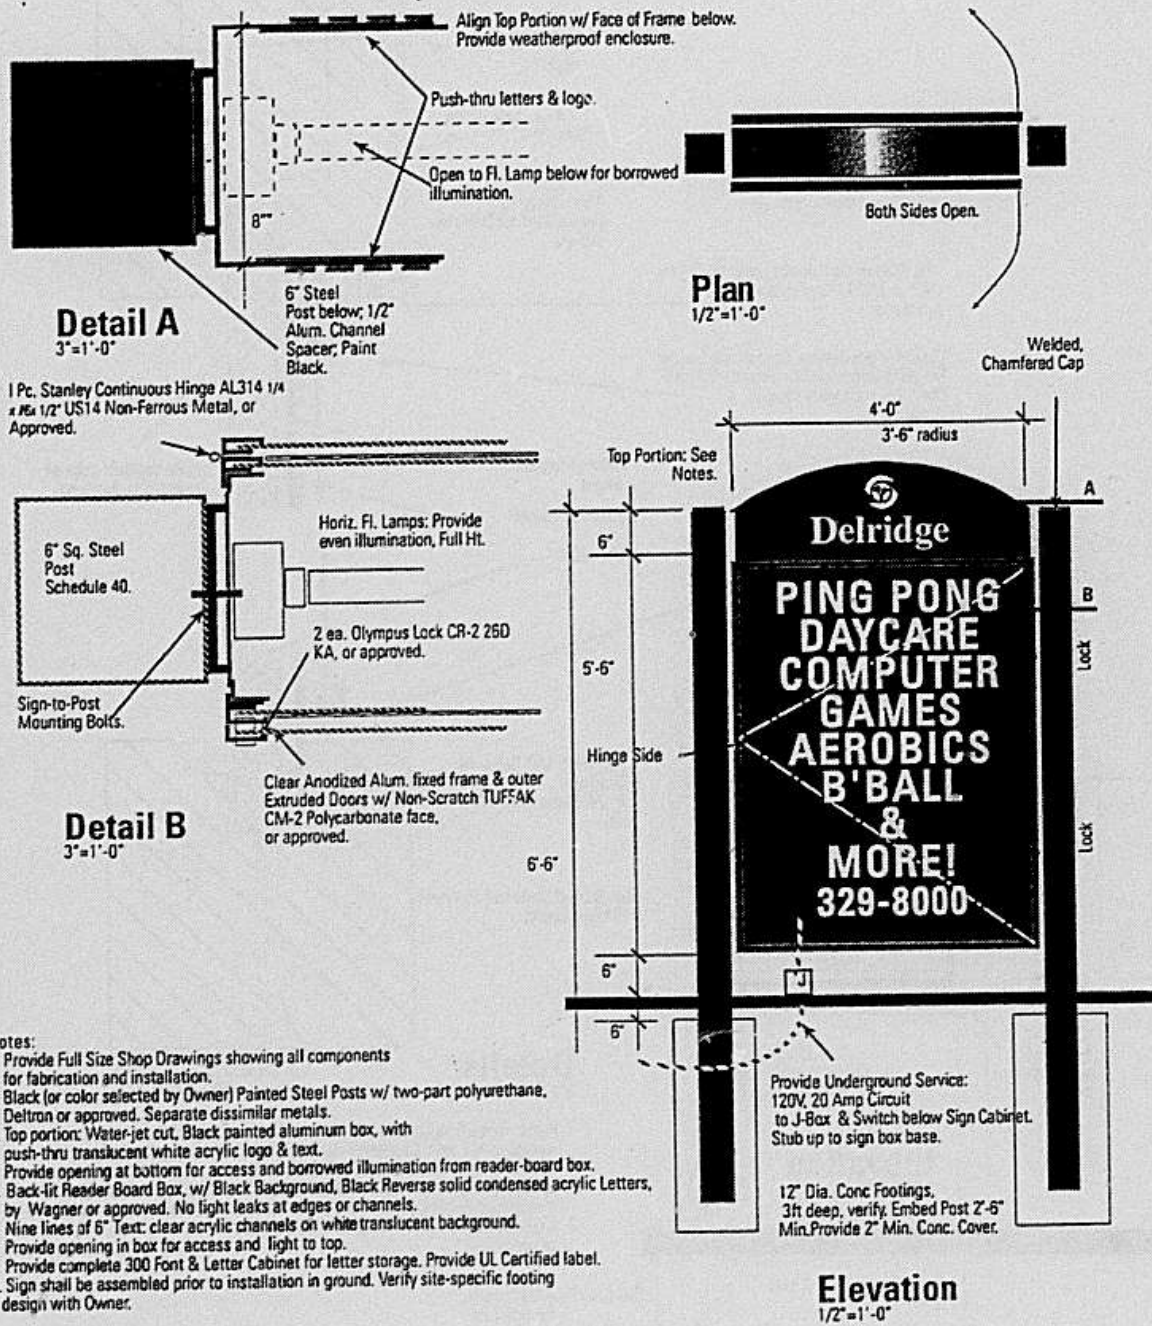 Align Top Portion w/ Face of Frame below.
Provide weatherproof enclosure.
Push-thru letters & logo.
Open to Fl. Lamp below for borrowed
illumination.
8""
6" Steel
Post below; 1/2"
Alum. Channel
Spacer; Paint
Black.
Detail A
3"=1'-0"
Both Sides Open.
Plan
1/2"=1'-0"
Welded,
Chamfered Cap
1 Pc. Stanley Continuous Hinge AL314 1/4
1/2" US14 Non-Ferrous Metal, or
Approved.
6" Sq. Steel
Post
Schedule 40.
Horiz. Fl. Lamps: Provide
even illumination, Full Ht.
2 ea. Olympus Lock CR-2 26D
KA, or approved.
Sign-to-Post
Mounting Bolts.
Clear Anodized Alum. fixed frame & outer
Extruded Doors w/ Non-Scratch TUFFAK
CM-2 Polycarbonate face,
or approved.
Detail B
3"=1'-0"
4'-0"
3'-6" radius
Top Portion: See
Notes.
A
6"
B
5'-6"
Lock
Hinge Side
Lock
6'-6"
6"
6"
Delridge
PING PONG
DAYCARE
COMPUTER
GAMES
AEROBICS
B'BALL
&
MORE!
329-8000
J
Provide Underground Service:
120V, 20 Amp Circuit
to J-Box & Switch below Sign Cabinet.
Stub up to sign box base.
12" Dia. Conc Footings,
3ft deep, verify. Embed Post 2'-6"
Min.Provide 2" Min. Conc. Cover.
Elevation
1/2"=1'-0"
otes:
Provide Full Size Shop Drawings showing all components
for fabrication and installation.
Black (or color selected by Owner) Painted Steel Posts w/ two-part polyurethane,
Deltron or approved. Separate dissimilar metals.
Top portion: Water-jet cut, Black painted aluminum box, with
push-thru translucent white acrylic logo & text.
Provide opening at bottom for access and borrowed illumination from reader-board box.
Back-lit Reader Board Box, w/ Black Background, Black Reverse solid condensed acrylic Letters,
by Wagner or approved. No light leaks at edges or channels.
Nine lines of 6" Text: clear acrylic channels on white translucent background.
Provide opening in box for access and light to top.
Provide complete 300 Font & Letter Cabinet for letter storage. Provide UL Certified label.
. Sign shall be assembled prior to installation in ground. Verify site-specific footing
design with Owner.